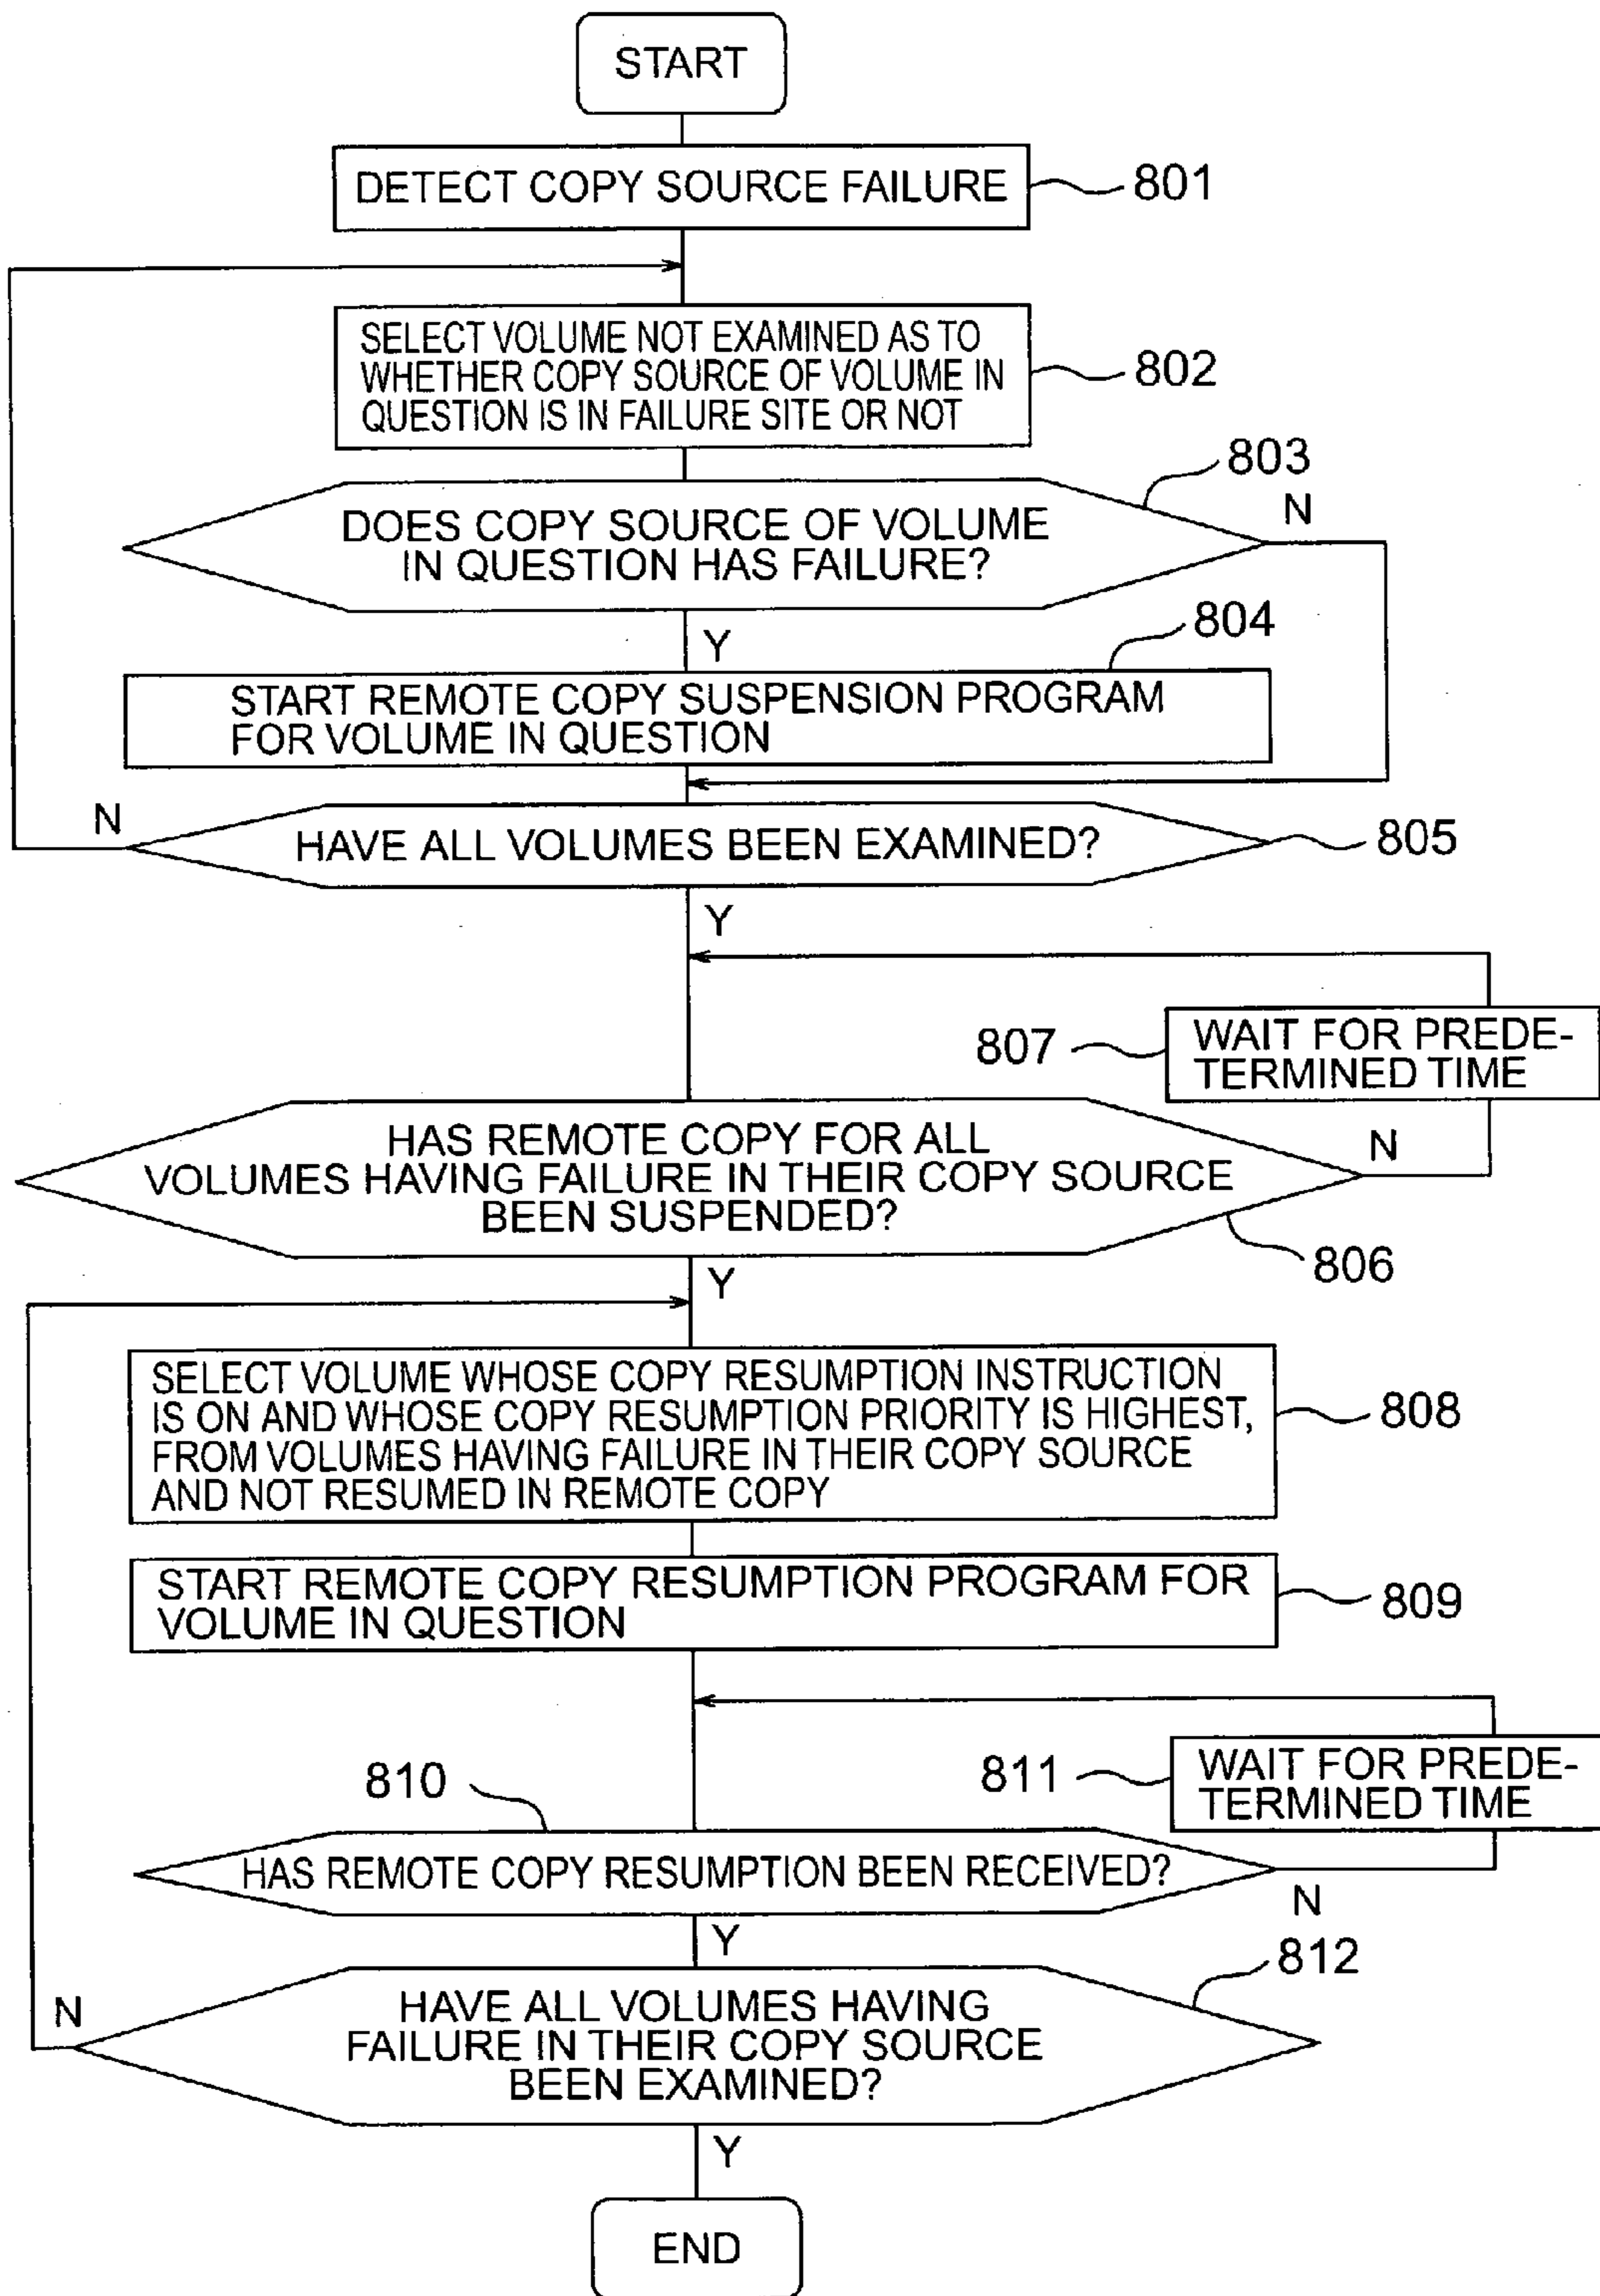 START
DETECT COPY SOURCE FAILURE
801
SELECT VOLUME NOT EXAMINED AS TO
WHETHER COPY SOURCE OF VOLUME IN
QUESTION IS IN FAILURE SITE OR NOT
802
803
N
DOES COPY SOURCE OF VOLUME
IN QUESTION HAS FAILURE?
Y
804
START REMOTE COPY SUSPENSION PROGRAM
FOR VOLUME IN QUESTION
N
HAVE ALL VOLUMES BEEN EXAMINED?
805
Y
807
WAIT FOR PREDE-
TERMINED TIME
HAS REMOTE COPY FOR ALL
VOLUMES HAVING FAILURE IN THEIR COPY SOURCE
BEEN SUSPENDED?
N
806
Y
SELECT VOLUME WHOSE COPY RESUMPTION INSTRUCTION
IS ON AND WHOSE COPY RESUMPTION PRIORITY IS HIGHEST,
FROM VOLUMES HAVING FAILURE IN THEIR COPY SOURCE
AND NOT RESUMED IN REMOTE COPY
808
START REMOTE COPY RESUMPTION PROGRAM FOR
VOLUME IN QUESTION
809
811
WAIT FOR PREDE-
TERMINED TIME
810
HAS REMOTE COPY RESUMPTION BEEN RECEIVED?
N
Y
812
N
HAVE ALL VOLUMES HAVING
FAILURE IN THEIR COPY SOURCE
BEEN EXAMINED?
Y
END